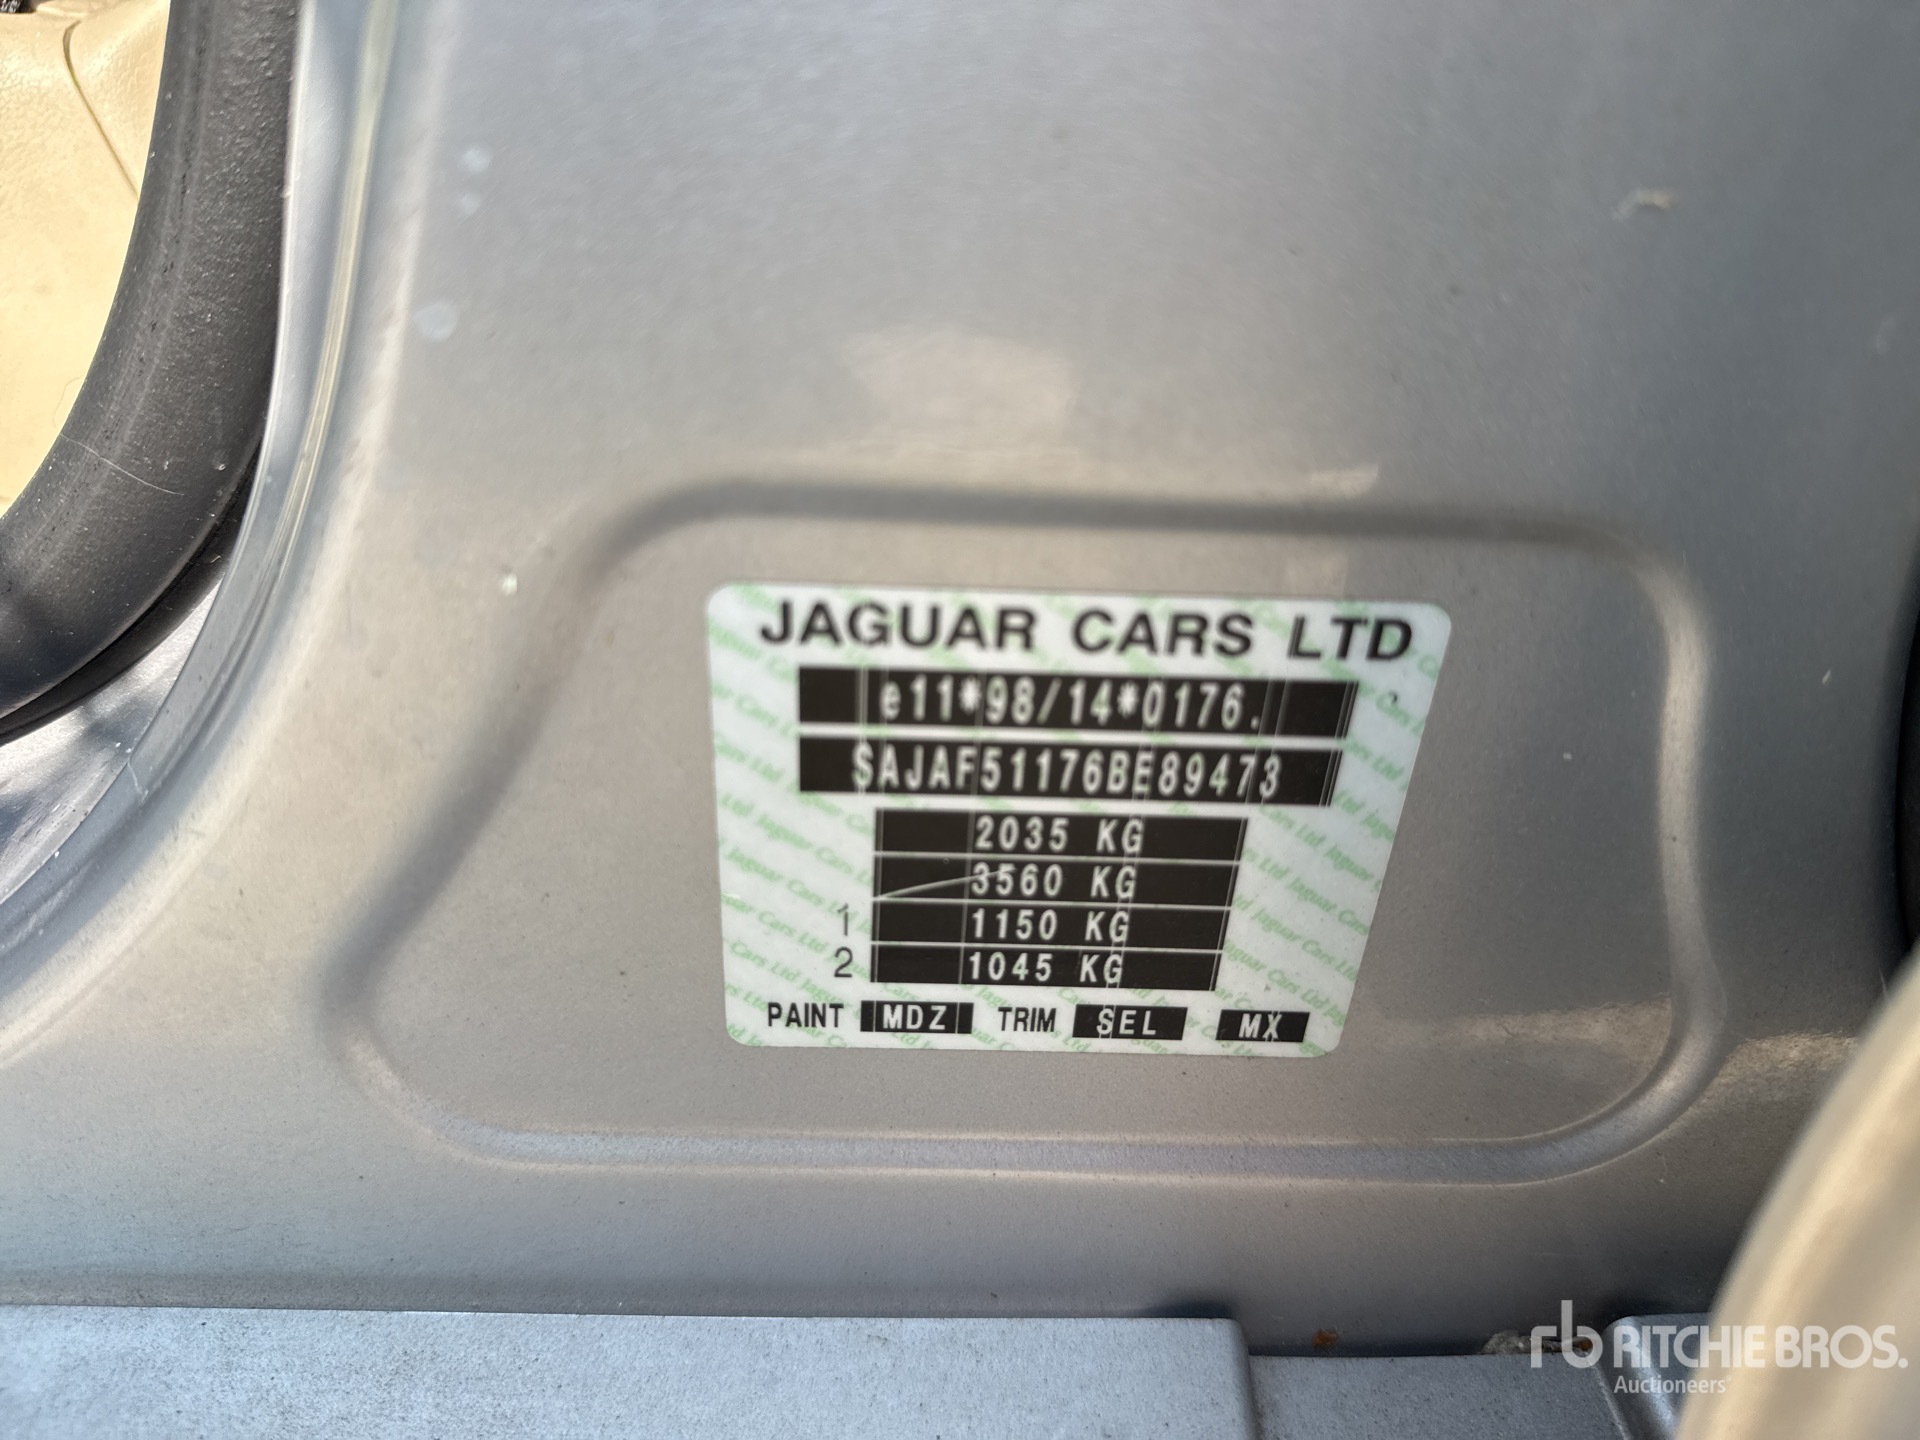 JAGUAR CARS LTD
e11*98/14*0176.
SAJAF51176BE89473
2035 KG
3560 KG
1 1150 KG
2 1045 KG
PAINT MDZ TRIM SEL MX
rb RITCHIE BROS.
Auctioneers